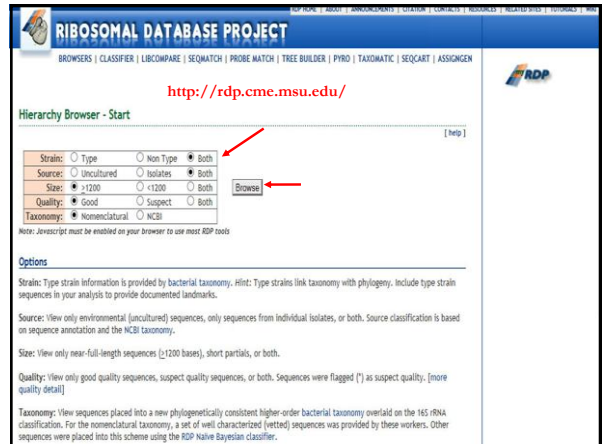 RDP HOME | ABOUT | ANNOUNCEMENTS | CITATION | CONTACTS | RESOURCES | RELATED SITES | TUTORIALS |
RIBOSOMAL DATABASE PROJECT
BROWSERS | CLASSIFIER | LIBCOMPARE | SEQMATCH | PROBE MATCH | TREE BUILDER | PYRO | TAXOMATIC | SEQCART | ASSIGNGEN
RDP
http://rdp.cme.msu.edu/
Hierarchy Browser - Start
[ help ]
Strain: Type Non Type Both
Source: Uncultured Isolates Both
Size: ≥1200 <1200 Both
Browse
Quality: Good Suspect Both
Taxonomy: Nomenclatural NCBI
Note: Javascript must be enabled on your browser to use most RDP tools
Options
Strain: Type strain information is provided by bacterial taxonomy. Hint: Type strains link taxonomy with phylogeny. Include type strain
sequences in your analysis to provide documented landmarks.
Source: View only environmental (uncultured) sequences, only sequences from individual isolates, or both. Source classification is based
on sequence annotation and the NCBI taxonomy.
Size: View only near-full-length sequences (≥1200 bases), short partials, or both.
Quality: View only good quality sequences, suspect quality sequences, or both. Sequences were flagged (*) as suspect quality. [more
quality detail]
Taxonomy: View sequences placed into a new phylogenetically consistent higher-order bacterial taxonomy overlaid on the 16S rRNA
classification. For the nomenclatural taxonomy, a set of well characterized (vetted) sequences was provided by these workers. Other
sequences were placed into this scheme using the RDP Naive Bayesian classifier.